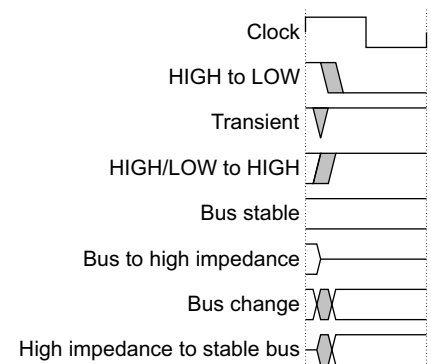 Clock
HIGH to LOW
Transient
HIGH/LOW to HIGH
Bus stable
Bus to high impedance
Bus change
High impedance to stable bus